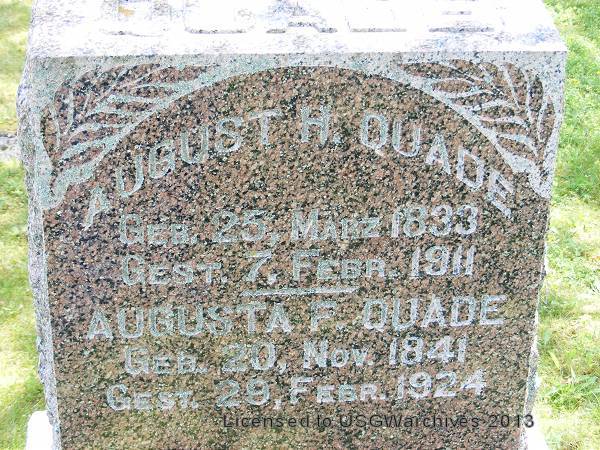 QUADE
AUGUST H. QUADE
GEB. 25, MÄRZ 1833
GEST. 7, FEBR. 1911
AUGUSTA F. QUADE
GEB. 20, NOV. 1841
GEST. 29, FEBR. 1924
Licensed to USGWarchives 2013